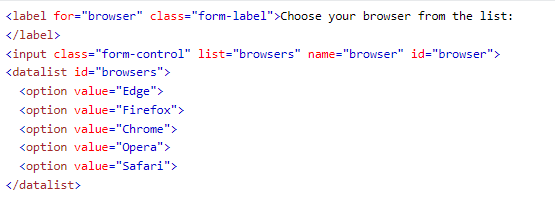 <label for="browser" class="form-label">Choose your browser from the list:
</label>
<input class="form-control" list="browsers" name="browser" id="browser">
<datalist id="browsers">
  <option value="Edge">
  <option value="Firefox">
  <option value="Chrome">
  <option value="Opera">
  <option value="Safari">
</datalist>